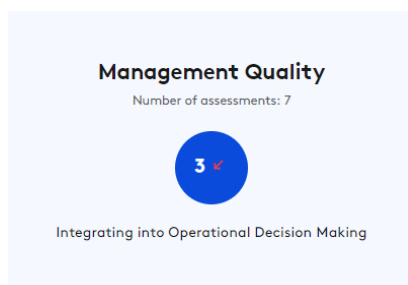 Management Quality
Number of assessments: 7
3 ↙
Integrating into Operational Decision Making